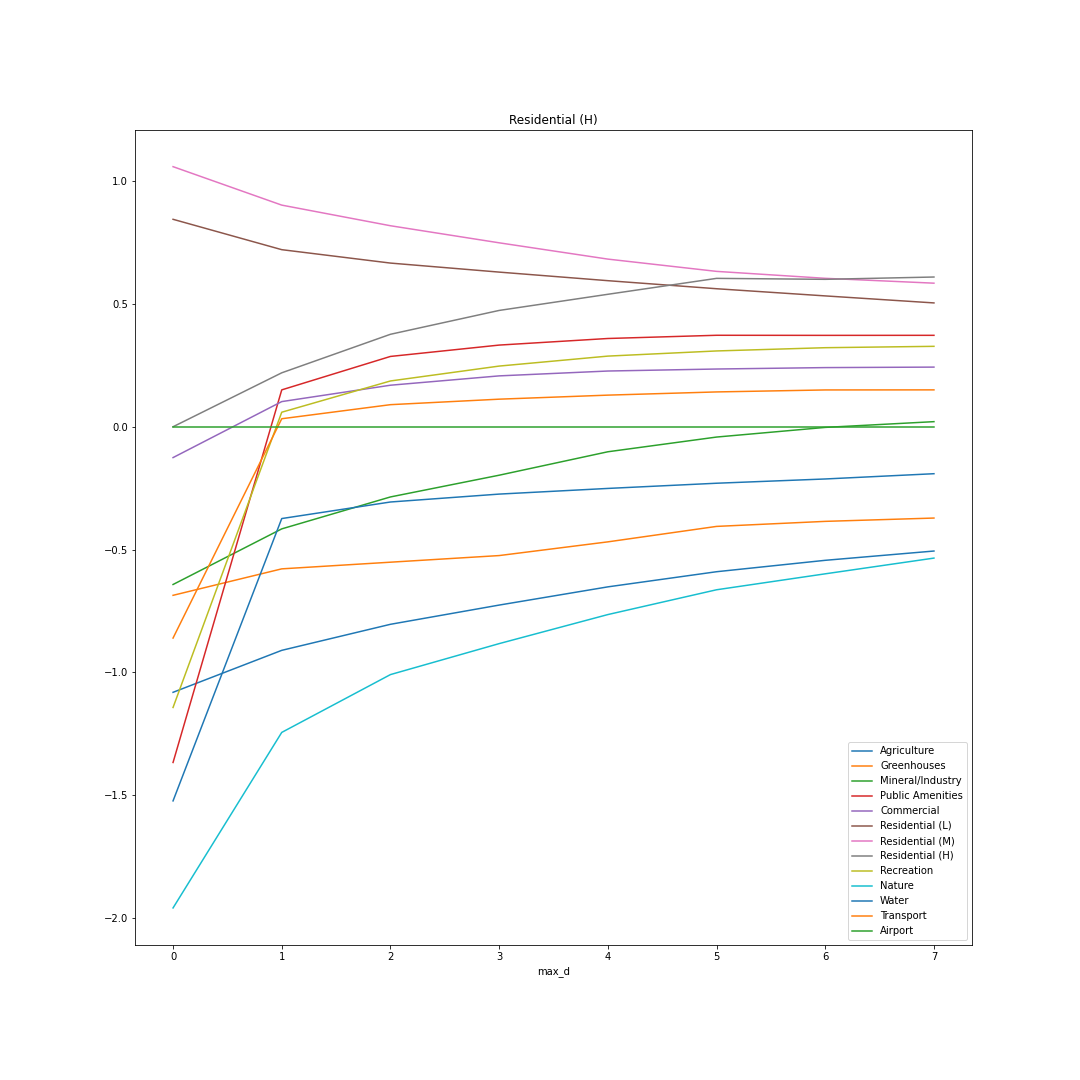 Residential (H)
1.0
0.5
0.0
−0.5
−1.0
−1.5
−2.0
Agriculture
Greenhouses
Mineral/Industry
Public Amenities
Commercial
Residential (L)
Residential (M)
Residential (H)
Recreation
Nature
Water
Transport
Airport
0 1 2 3 4 5 6 7
max_d